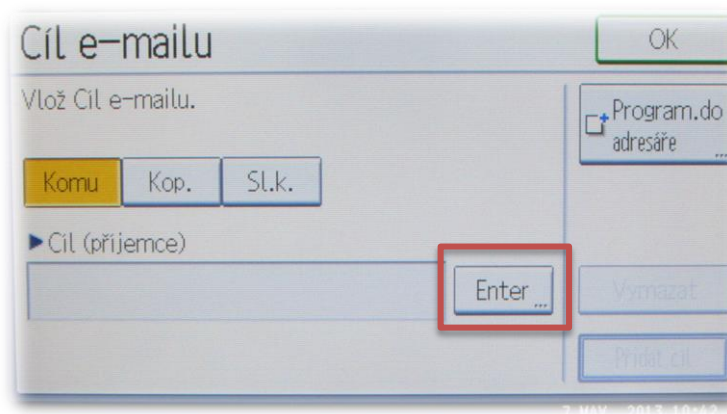 Cíl e-mailu
OK
Vlož Cíl e-mailu.
Program.do
adresáře ...
Komu Kop. Sl.k.
▶Cíl (příjemce)
Enter ...
Vymazat
Přidat cíl